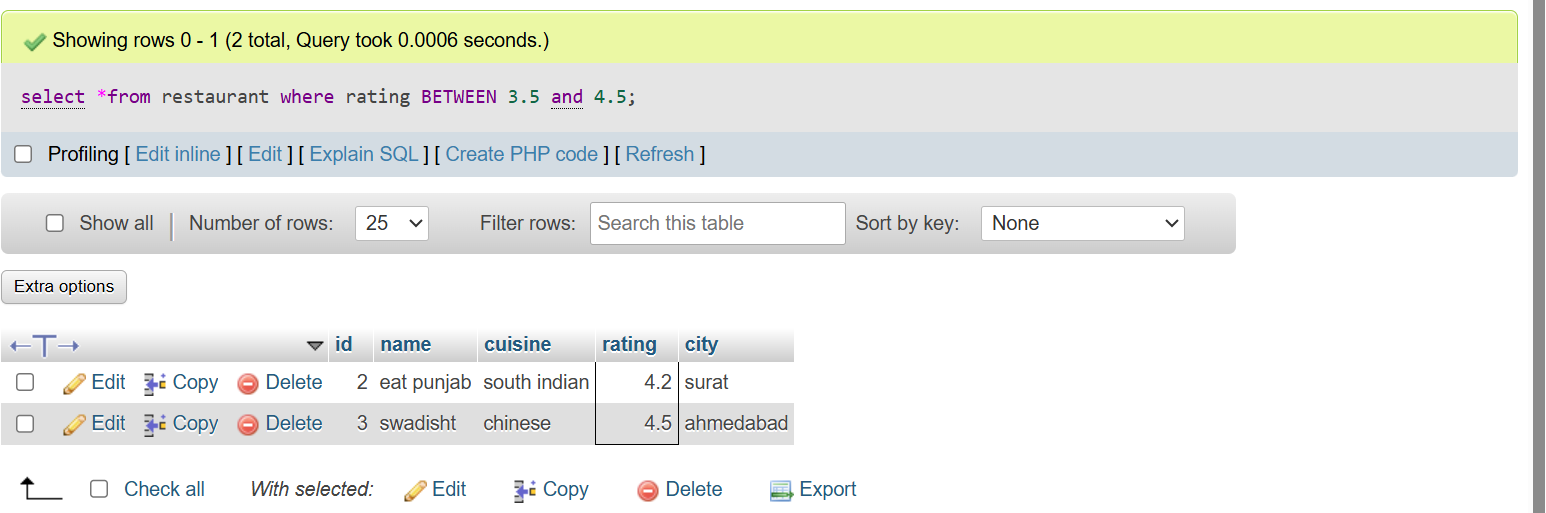 Showing rows 0 - 1 (2 total, Query took 0.0006 seconds.)
select *from restaurant where rating BETWEEN 3.5 and 4.5;
Profiling [ Edit inline ] [ Edit ] [ Explain SQL ] [ Create PHP code ] [ Refresh ]
Show all Number of rows: 25 Filter rows: Search this table Sort by key: None
Extra options
id name cuisine rating city
Edit Copy Delete 2 eat punjab south indian 4.2 surat
Edit Copy Delete 3 swadisht chinese 4.5 ahmedabad
Check all With selected: Edit Copy Delete Export